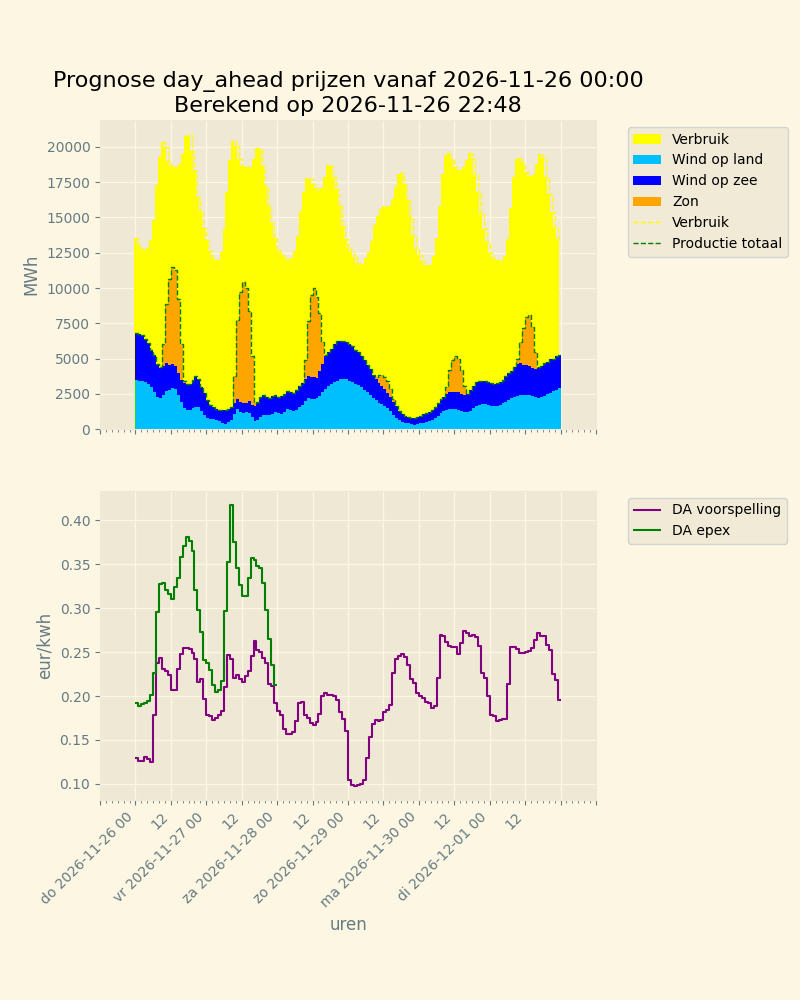 Prognose day_ahead prijzen vanaf 2026-11-26 00:00
Berekend op 2026-11-26 22:48
20000
17500
15000
12500
10000
7500
5000
2500
0
MWh
Verbruik
Wind op land
Wind op zee
Zon
Verbruik
Productie totaal
0.40
0.35
0.30
0.25
0.20
0.15
0.10
eur/kwh
DA voorspelling
DA epex
do 2026-11-26 00
12
vr 2026-11-27 00
12
za 2026-11-28 00
12
zo 2026-11-29 00
12
ma 2026-11-30 00
12
di 2026-12-01 00
12
uren